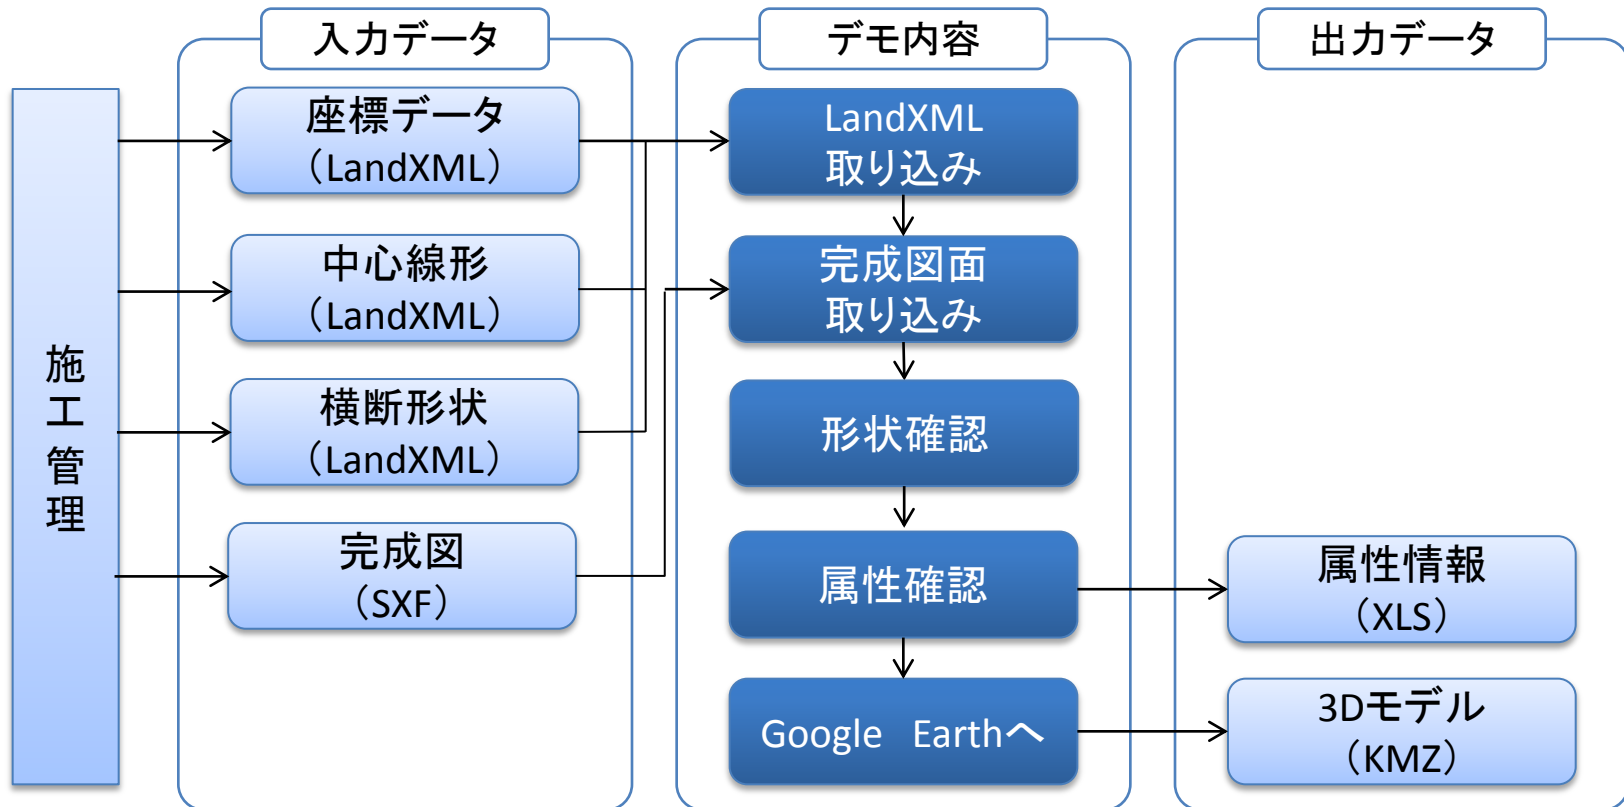 入力データ
デモ内容
出力データ
施工管理
座標データ
（LandXML）
中心線形
（LandXML）
横断形状
（LandXML）
完成図
（SXF）
LandXML
取り込み
完成図面
取り込み
形状確認
属性確認
Google Earthへ
属性情報
（XLS）
3Dモデル
（KMZ）